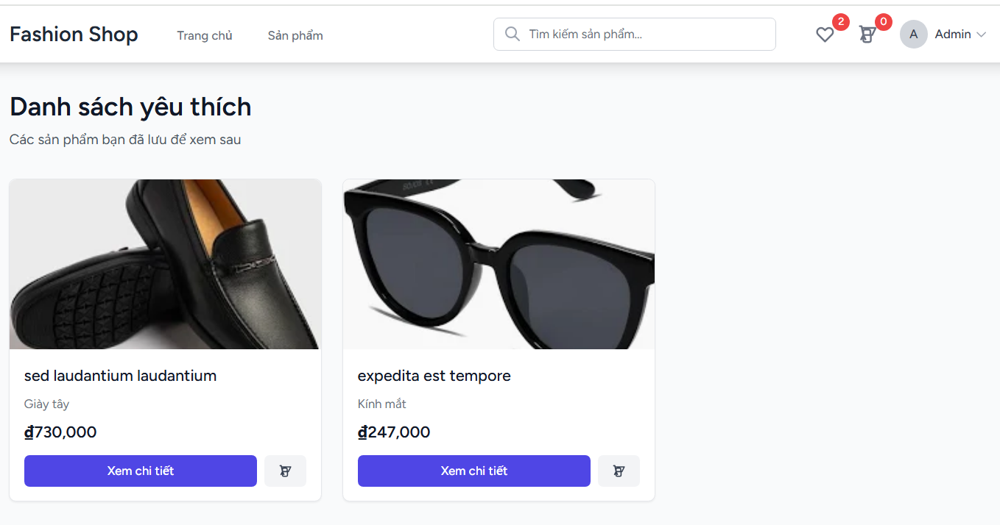 Fashion Shop
Trang chủ
Sản phẩm
Tìm kiếm sản phẩm...
2
0
A
Admin
Danh sách yêu thích
Các sản phẩm bạn đã lưu để xem sau
sed laudantium laudantium
Giày tây
₫730,000
Xem chi tiết
expedita est tempore
Kính mắt
₫247,000
Xem chi tiết